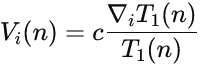 V_i(n) = c \frac{\nabla_i T_1(n)}{T_1(n)}